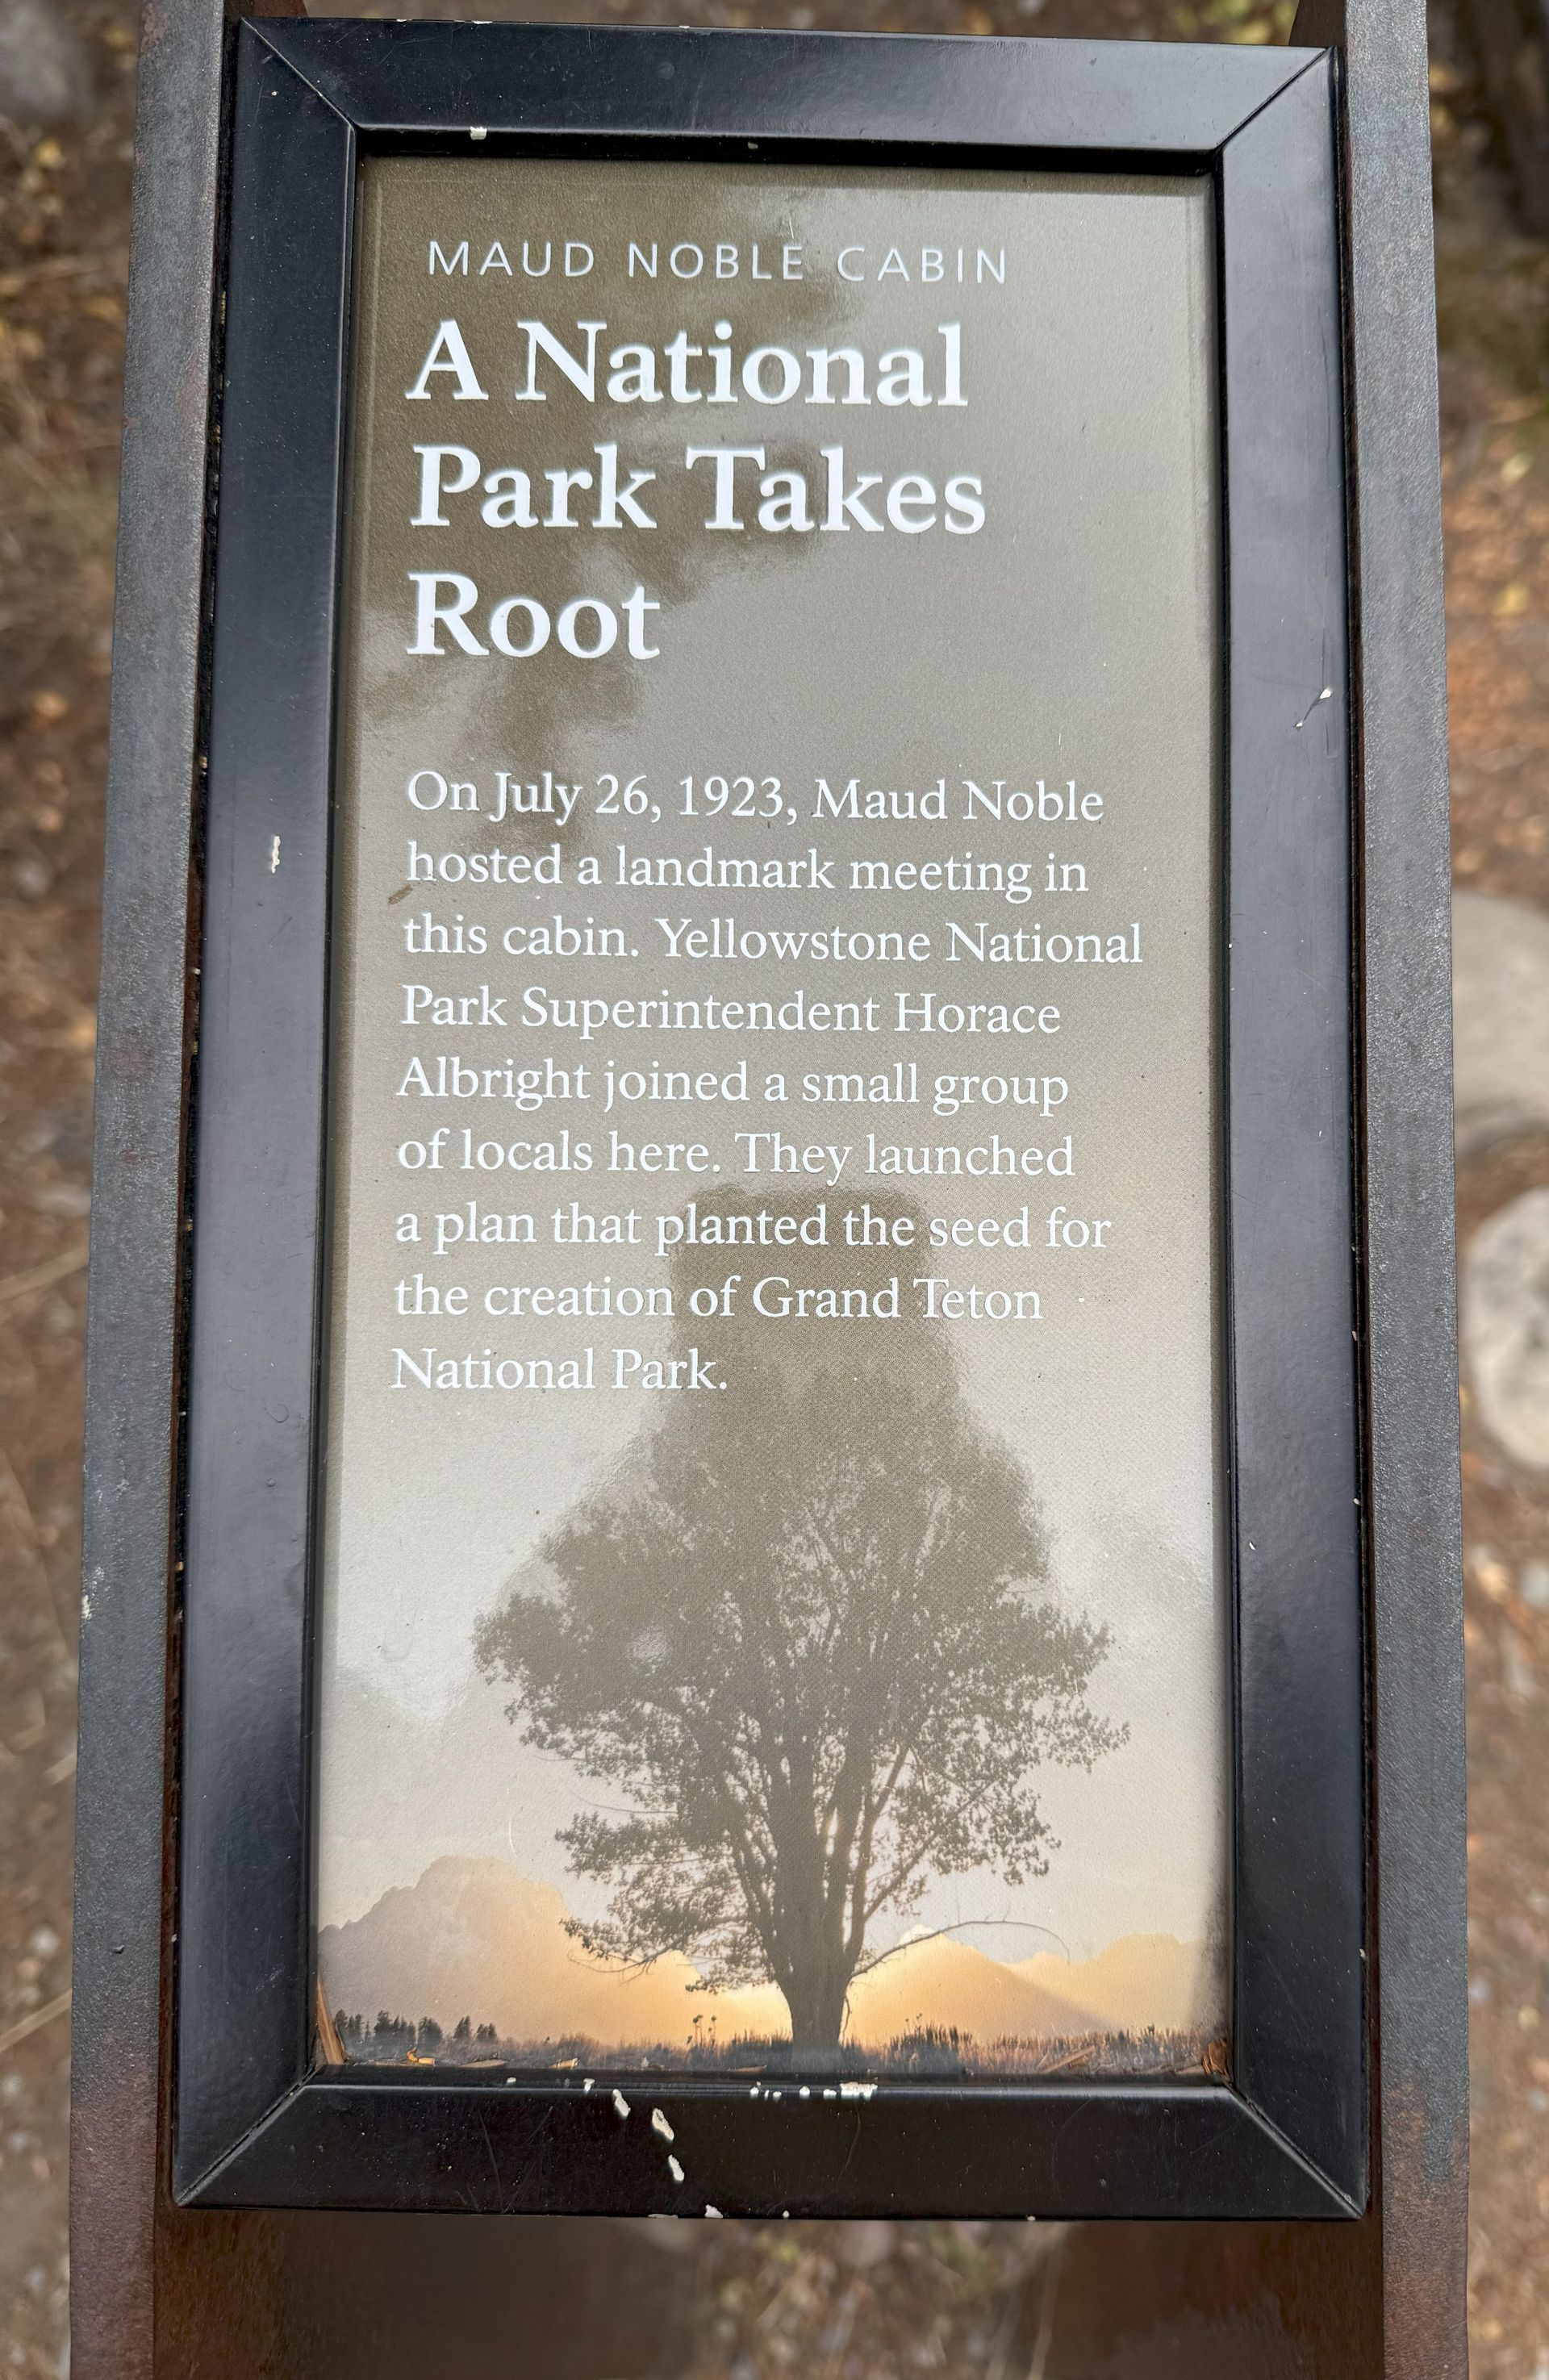 MAUD NOBLE CABIN
A National
Park Takes
Root
On July 26, 1923, Maud Noble
hosted a landmark meeting in
this cabin. Yellowstone National
Park Superintendent Horace
Albright joined a small group
of locals here. They launched
a plan that planted the seed for
the creation of Grand Teton
National Park.